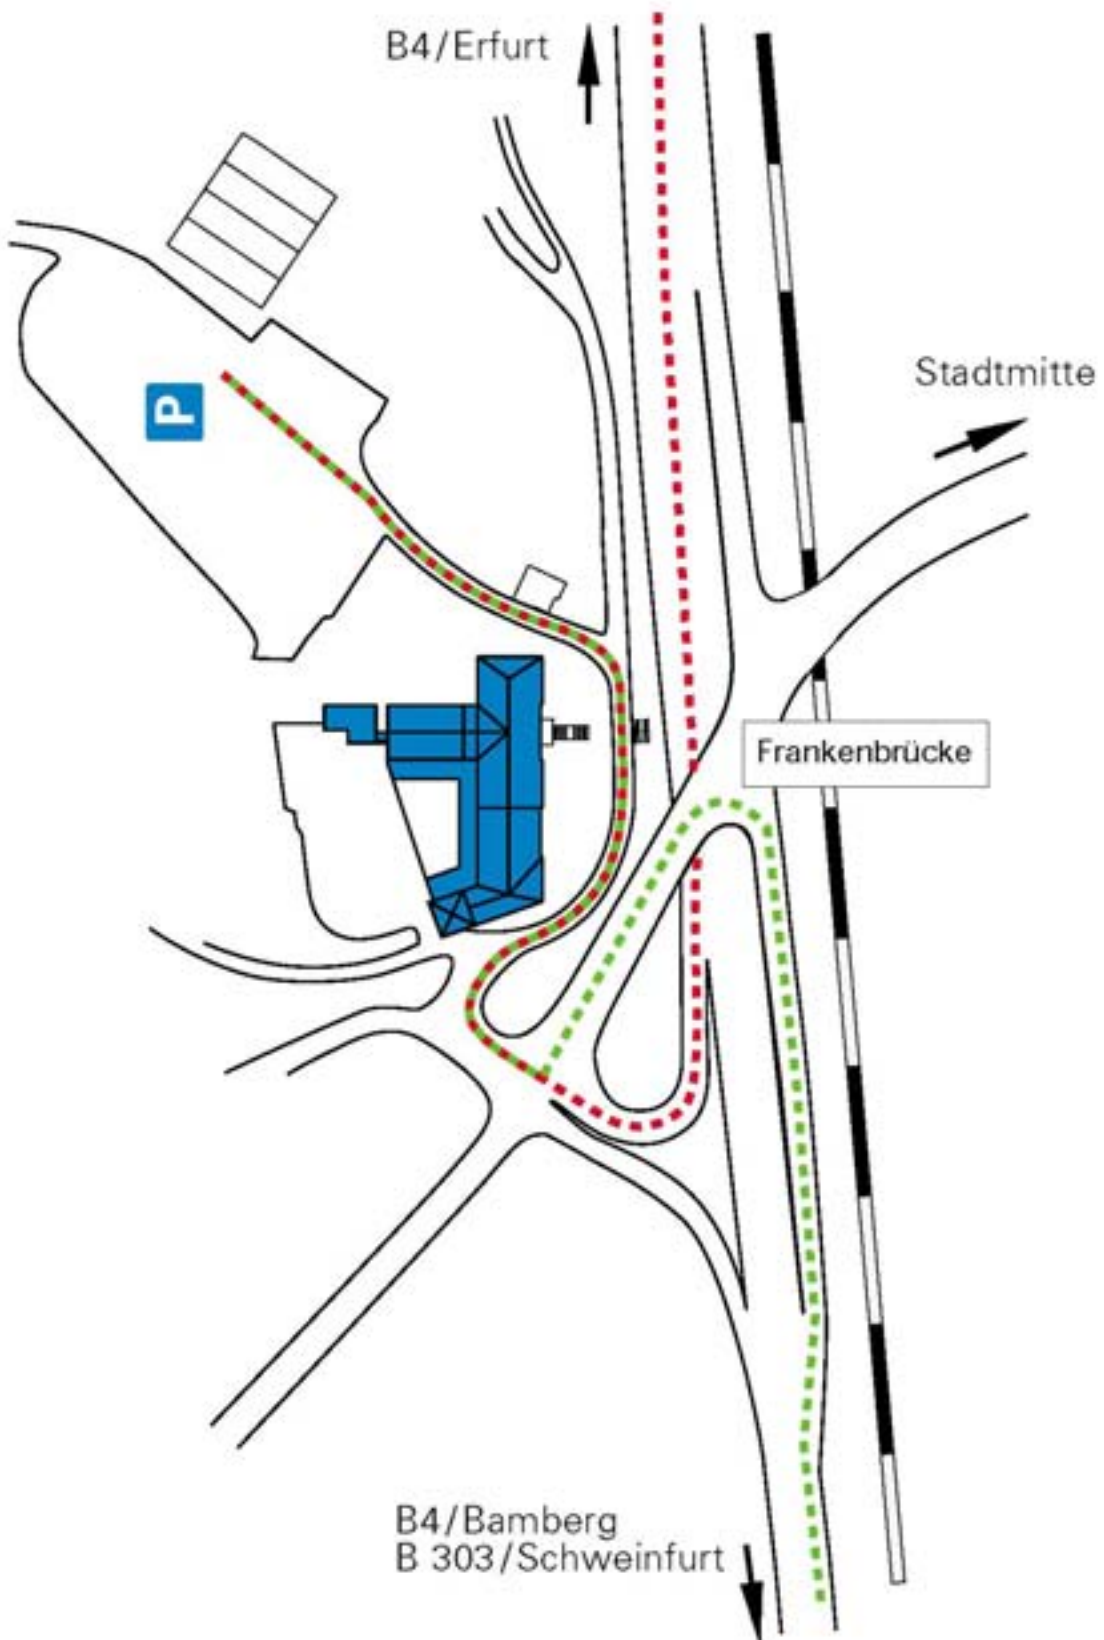 B4/Erfurt
Stadtmitte
P
Frankenbrücke
B4/Bamberg
B 303/Schweinfurt